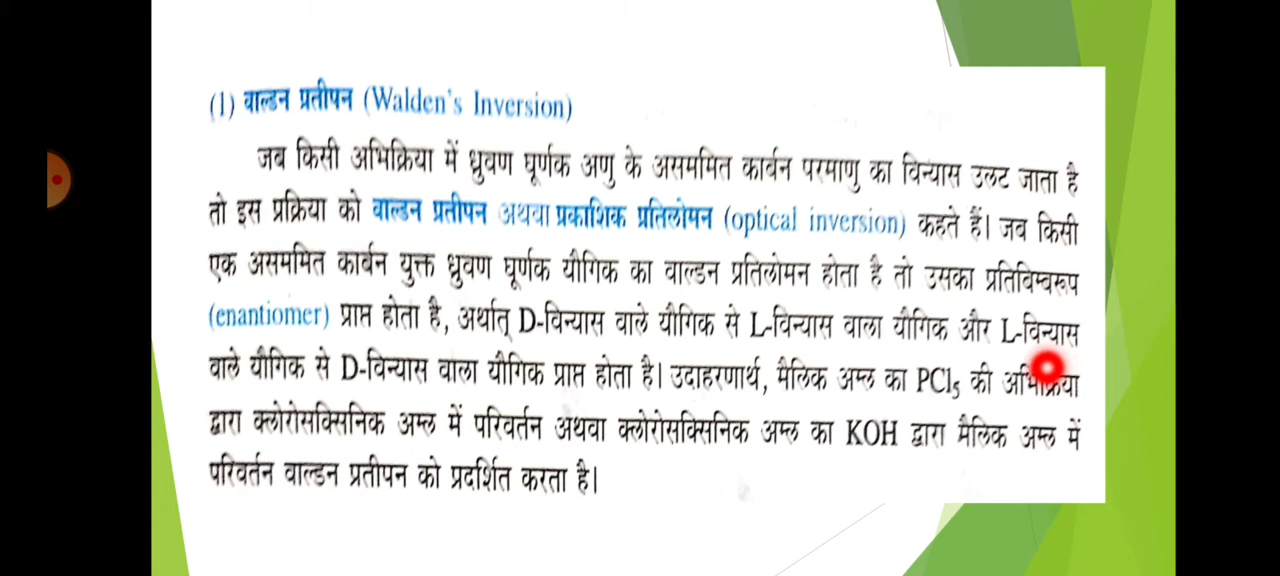 (1) वाल्डन प्रतीपन (Walden's Inversion)
जब किसी अभिक्रिया में ध्रुवण घूर्णक अणु के असममित कार्बन परमाणु का विन्यास उलट जाता है
तो इस प्रक्रिया को वाल्डन प्रतीपन अथवा प्रकाशिक प्रतिलोमन (optical inversion) कहते हैं। जब किसी
एक असममित कार्बन युक्त ध्रुवण घूर्णक यौगिक का वाल्डन प्रतिलोमन होता है तो उसका प्रतिविम्वरूप
(enantiomer) प्राप्त होता है, अर्थात् D-विन्यास वाले यौगिक से L-विन्यास वाला यौगिक और L-विन्यास
वाले यौगिक से D-विन्यास वाला यौगिक प्राप्त होता है। उदाहरणार्थ, मैलिक अम्ल का PCl₅ की अभिक्रिया
द्वारा क्लोरोसक्सिनिक अम्ल में परिवर्तन अथवा क्लोरोसक्सिनिक अम्ल का KOH द्वारा मैलिक अम्ल में
परिवर्तन वाल्डन प्रतीपन को प्रदर्शित करता है।